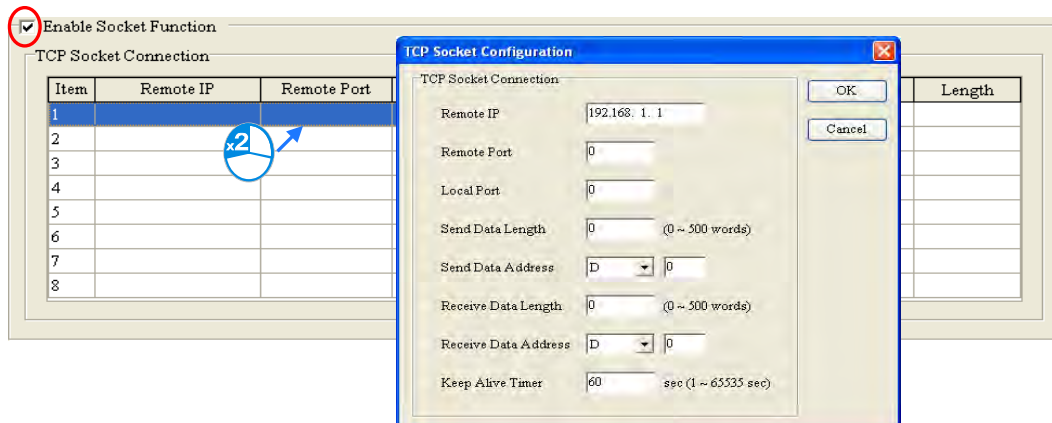 Enable Socket Function
TCP Socket Connection
Item Remote IP Remote Port Length
1
2
3
4
5
6
7
8
x2
TCP Socket Configuration
TCP Socket Connection
OK
Cancel
Remote IP 192.168. 1. 1
Remote Port 0
Local Port 0
Send Data Length 0 (0 ~ 500 words)
Send Data Address D 0
Receive Data Length 0 (0 ~ 500 words)
Receive Data Address D 0
Keep Alive Timer 60 sec (1 ~ 65535 sec)